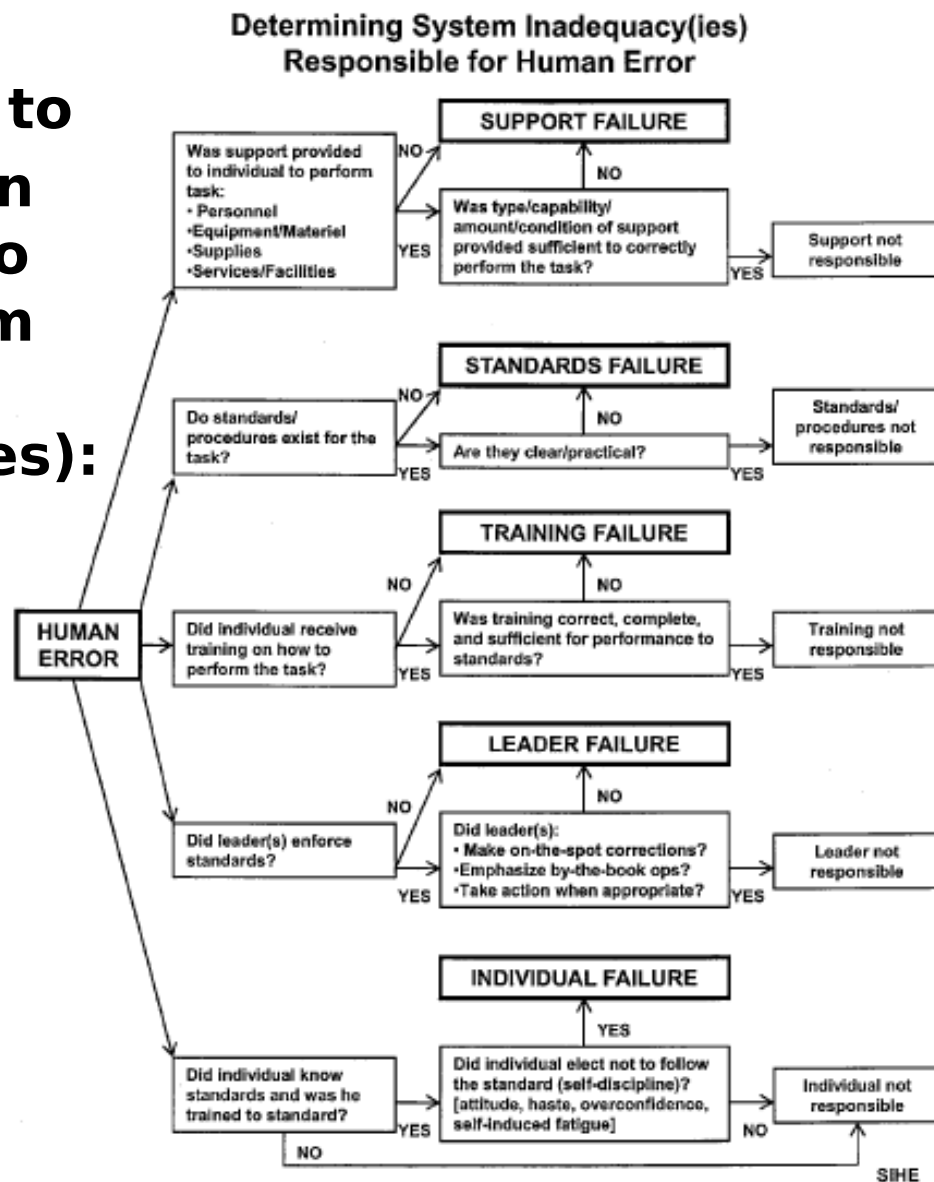 Determining System Inadequacy(ies)
Responsible for Human Error
to
n
o
m
es):
SUPPORT FAILURE
Was support provided
to individual to perform
task:
• Personnel
•Equipment/Materiel
•Supplies
•Services/Facilities
NO
YES
NO
Was type/capability/
amount/condition of support
provided sufficient to correctly
perform the task?
YES
Support not
responsible
STANDARDS FAILURE
Do standards/
procedures exist for the
task?
NO
YES
NO
Are they clear/practical?
YES
Standards/
procedures not
responsible
TRAINING FAILURE
HUMAN
ERROR
Did individual receive
training on how to
perform the task?
NO
YES
NO
Was training correct, complete,
and sufficient for performance to
standards?
YES
Training not
responsible
LEADER FAILURE
Did leader(s) enforce
standards?
NO
YES
NO
Did leader(s):
• Make on-the-spot corrections?
•Emphasize by-the-book ops?
•Take action when appropriate?
YES
Leader not
responsible
INDIVIDUAL FAILURE
Did individual know
standards and was he
trained to standard?
YES
NO
YES
Did individual elect not to follow
the standard (self-discipline)?
[attitude, haste, overconfidence,
self-induced fatigue]
NO
Individual not
responsible
SIHE